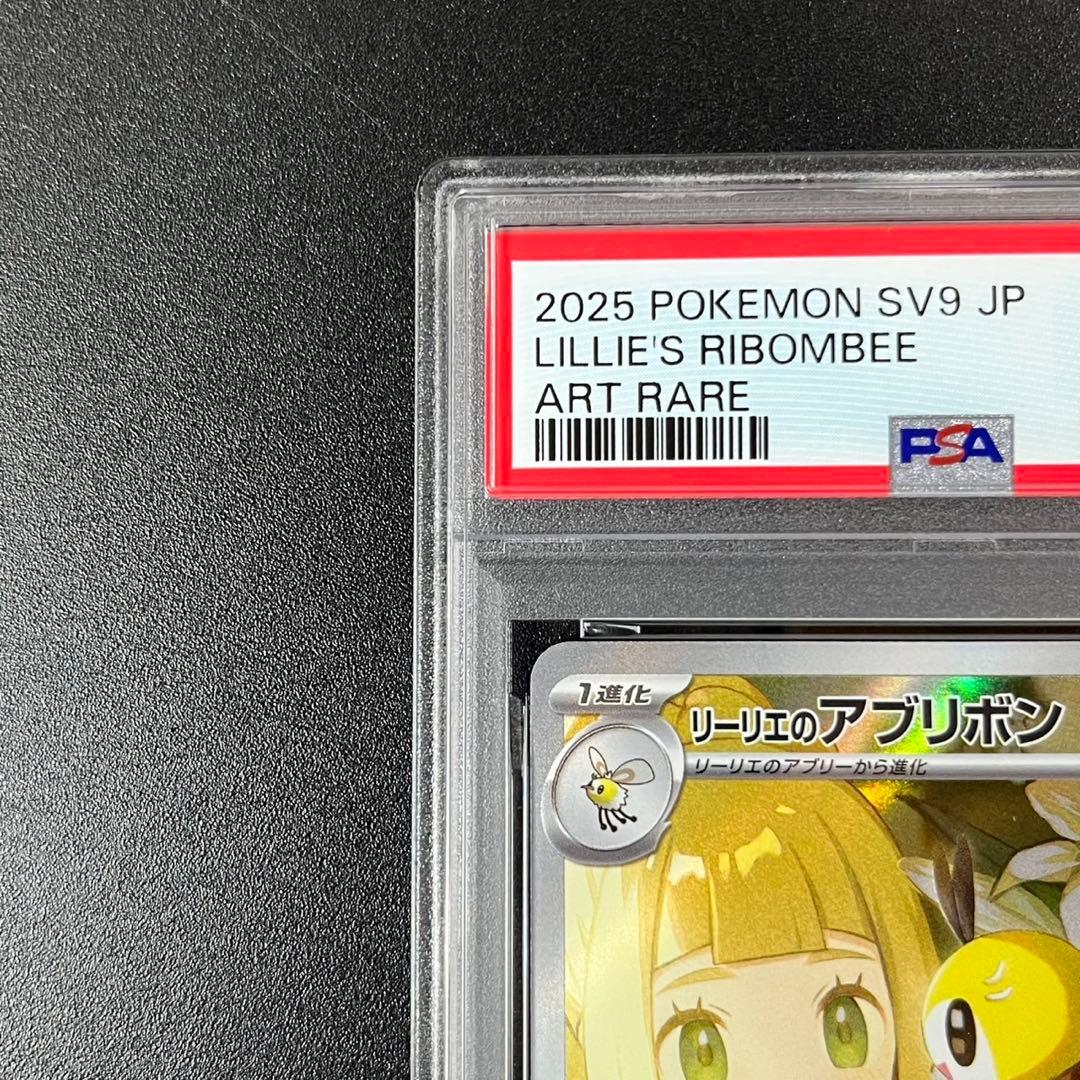 2025 POKEMON SV9 JP
LILLIE'S RIBOMBEE
ART RARE
PSA
1進化
リーリエのアブリボン
リーリエのアブリーから進化